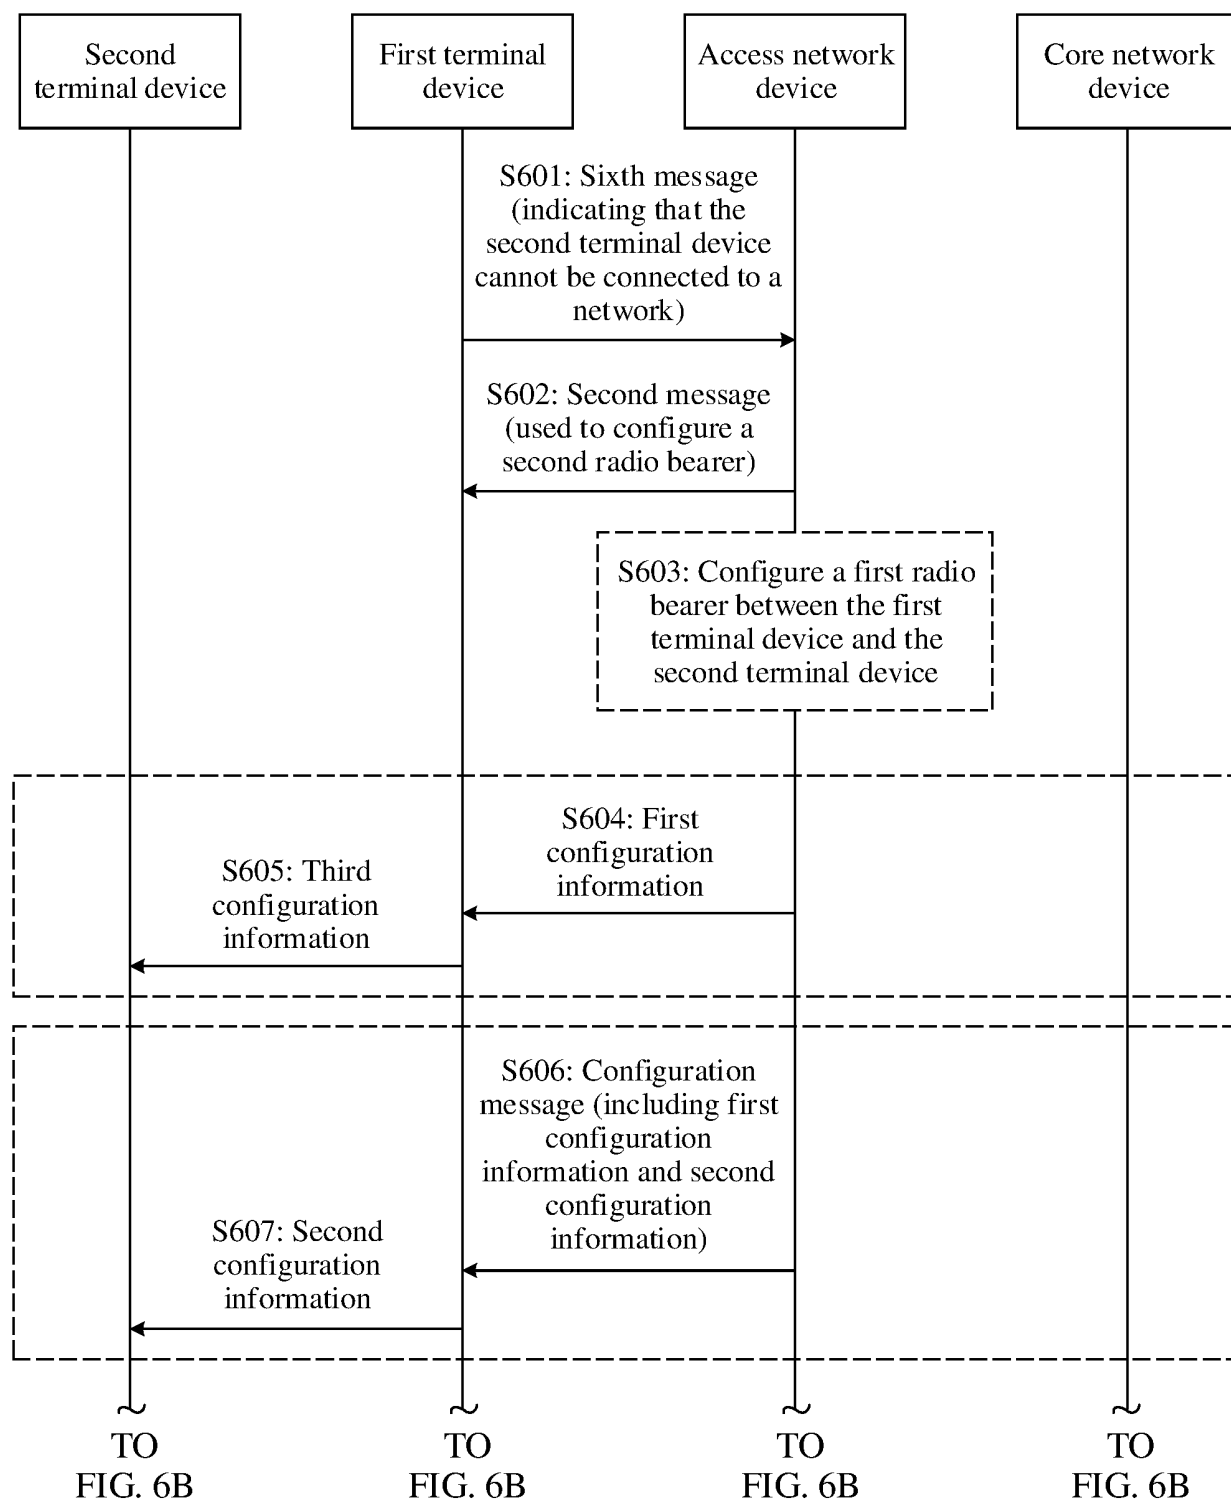 Second
terminal device
First terminal
device
Access network
device
Core network
device
S601: Sixth message
(indicating that the
second terminal device
cannot be connected to a
network)
S602: Second message
(used to configure a
second radio bearer)
S603: Configure a first radio
bearer between the first
terminal device and the
second terminal device
S604: First
configuration
information
S605: Third
configuration
information
S606: Configuration
message (including first
configuration
information and second
configuration
information)
S607: Second
configuration
information
TO
FIG. 6B
TO
FIG. 6B
TO
FIG. 6B
TO
FIG. 6B